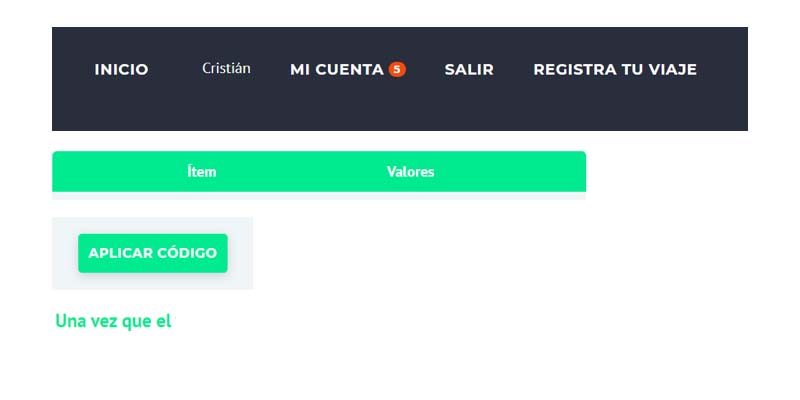 INICIO Cristián MI CUENTA 5 SALIR REGISTRA TU VIAJE
Ítem Valores
APLICAR CÓDIGO
Una vez que el